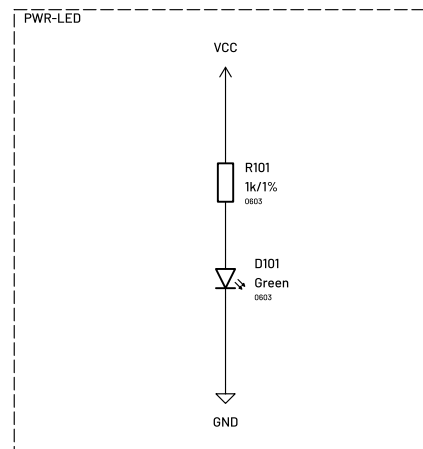 PWR-LED
VCC
R101
1k/1%
0603
D101
Green
0603
GND